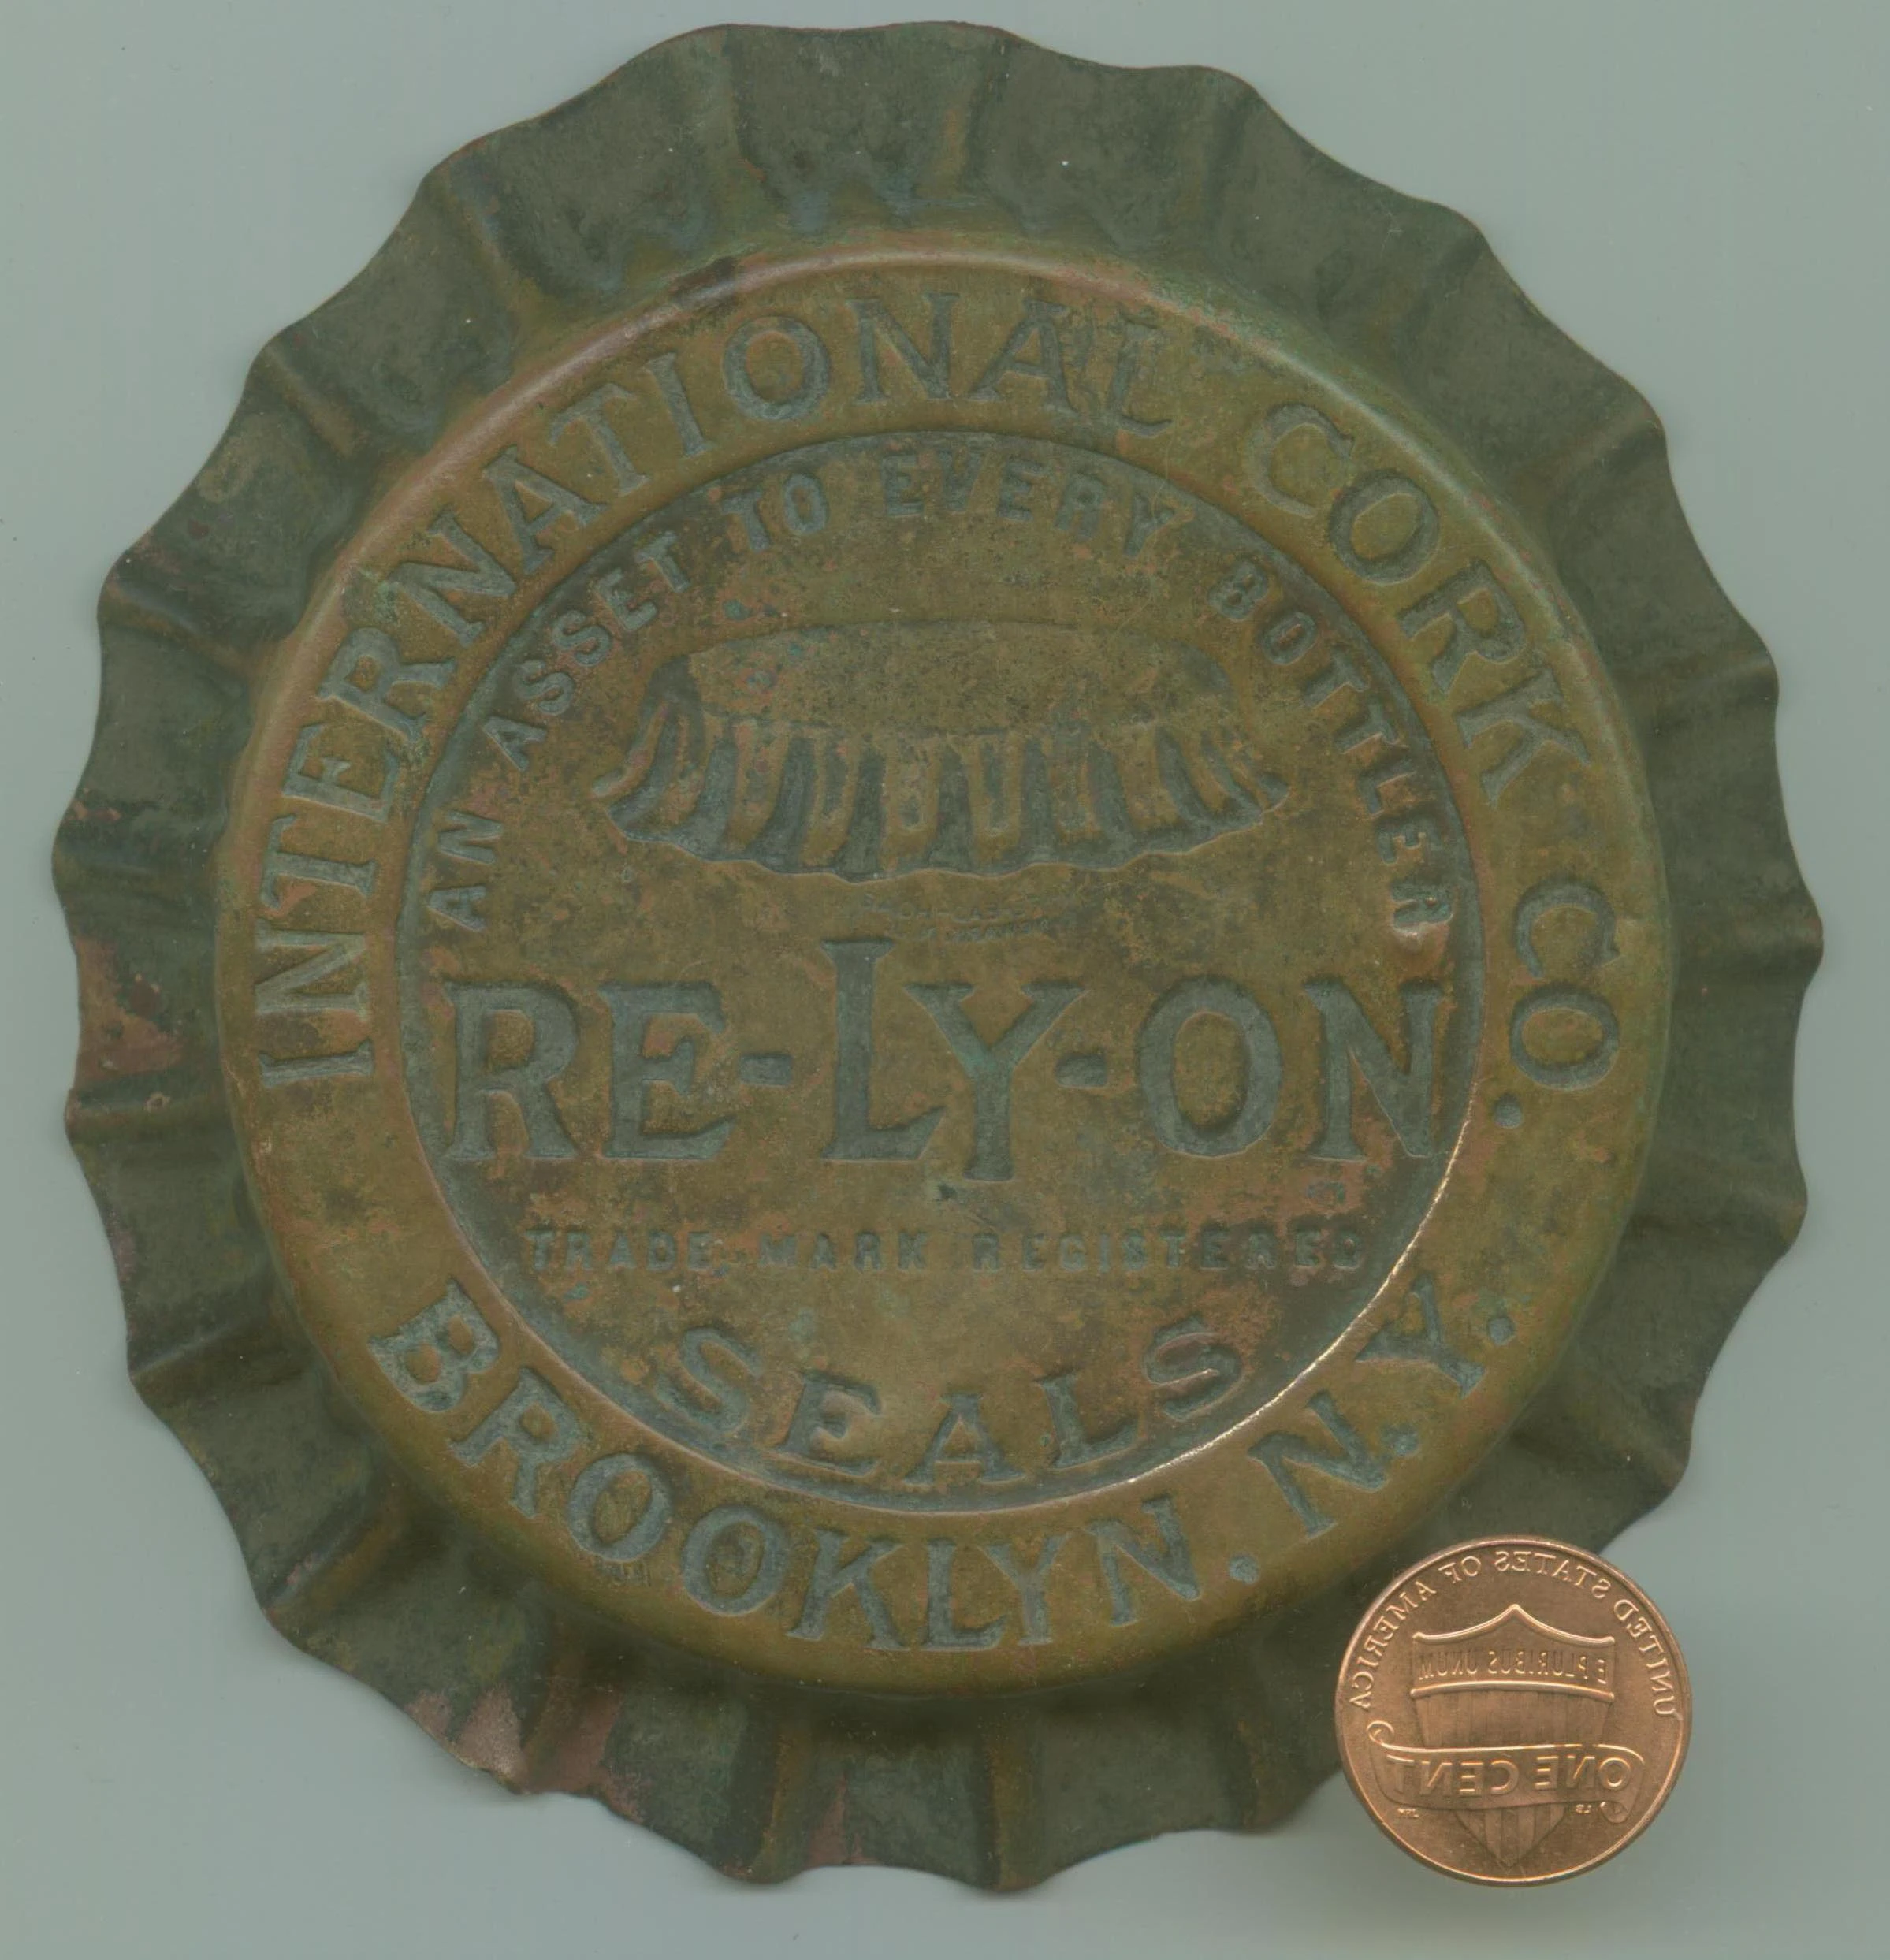 INTERNATIONAL CORK CO.
AN ASSET TO EVERY BOTTLER
RE-LY-ON
TRADE MARK REGISTERED
SEALS
BROOKLYN. N.Y.
UNITED STATES OF AMERICA
E PLURIBUS UNUM
ONE CENT